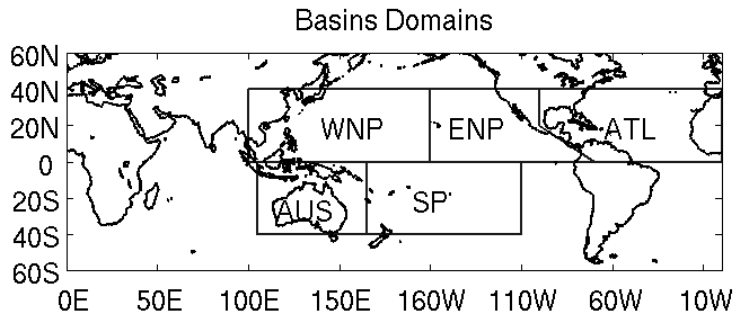 Basins Domains
60N
40N
20N
0
20S
40S
60S
WNP
ENP
ATL
AUS
SP
0E 50E 100E 150E 160W 110W 60W 10W